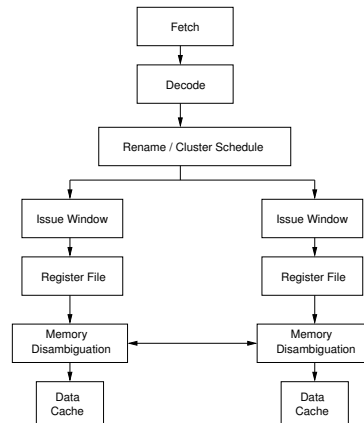 Fetch
Decode
Rename / Cluster Schedule
Issue Window
Issue Window
Register File
Register File
Memory
Disambiguation
Memory
Disambiguation
Data
Cache
Data
Cache